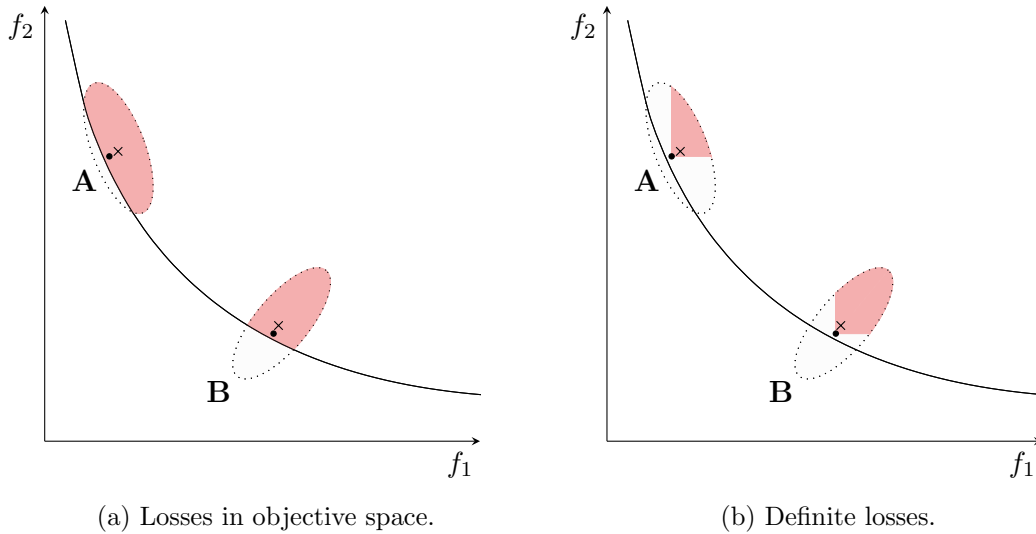 f2
A
B
f1
(a) Losses in objective space.
f2
A
B
f1
(b) Definite losses.